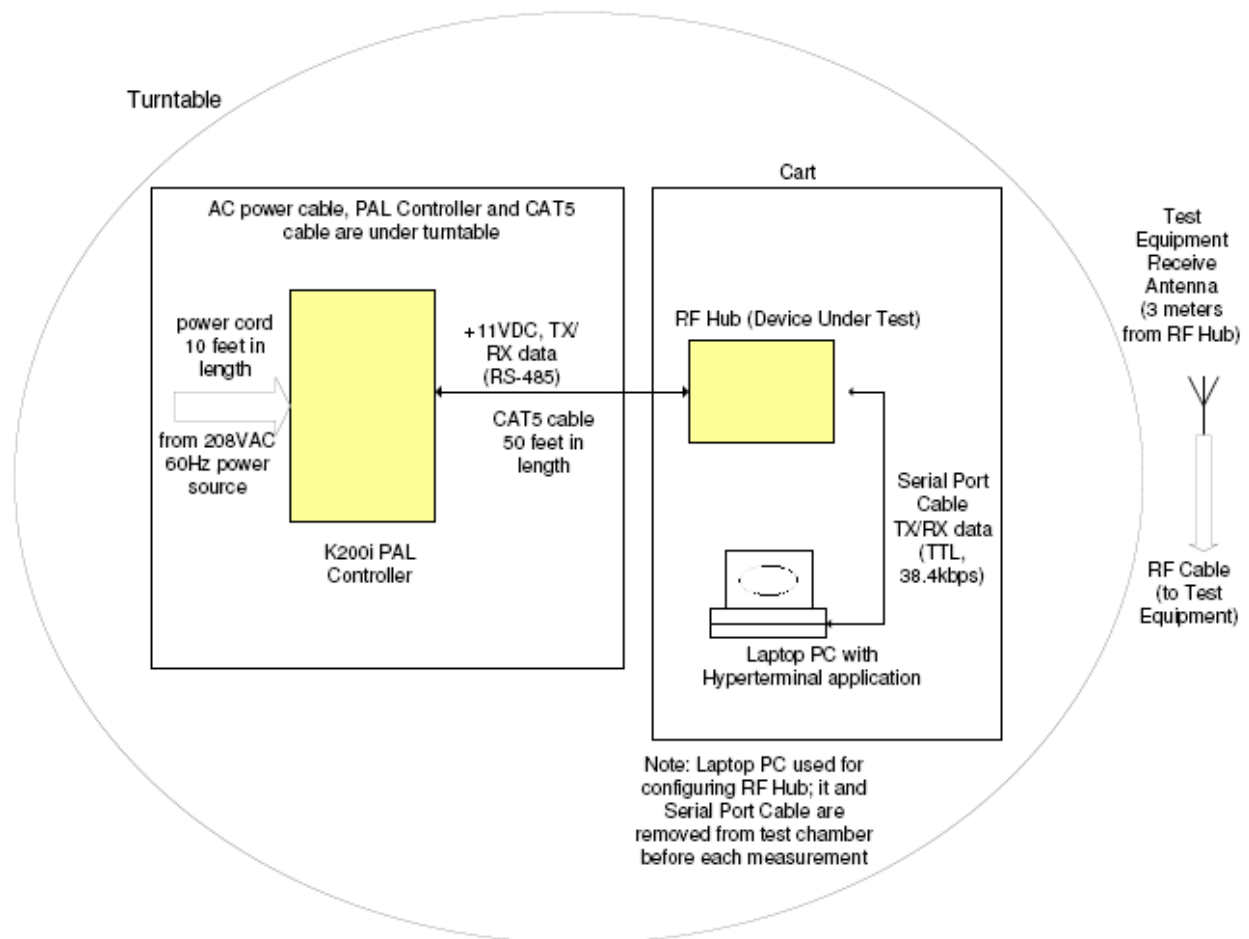 Turntable
AC power cable, PAL Controller and CAT5
cable are under turntable
power cord
10 feet in
length
from 208VAC
60Hz power
source
K200i PAL
Controller
+11VDC, TX/
RX data
(RS-485)
CAT5 cable
50 feet in
length
Cart
RF Hub (Device Under Test)
Serial Port
Cable
TX/RX data
(TTL,
38.4kbps)
Laptop PC with
Hyperterminal application
Note: Laptop PC used for
configuring RF Hub; it and
Serial Port Cable are
removed from test chamber
before each measurement
Test
Equipment
Receive
Antenna
(3 meters
from RF Hub)
RF Cable
(to Test
Equipment)